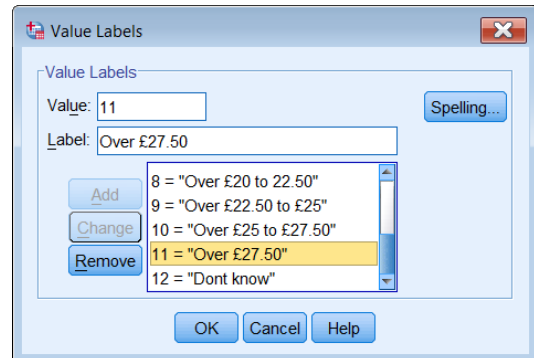 Value Labels
Value Labels
Value: 11
Spelling...
Label: Over £27.50
Add
Change
Remove
8 = "Over £20 to 22.50"
9 = "Over £22.50 to £25"
10 = "Over £25 to £27.50"
11 = "Over £27.50"
12 = "Dont know"
OK Cancel Help